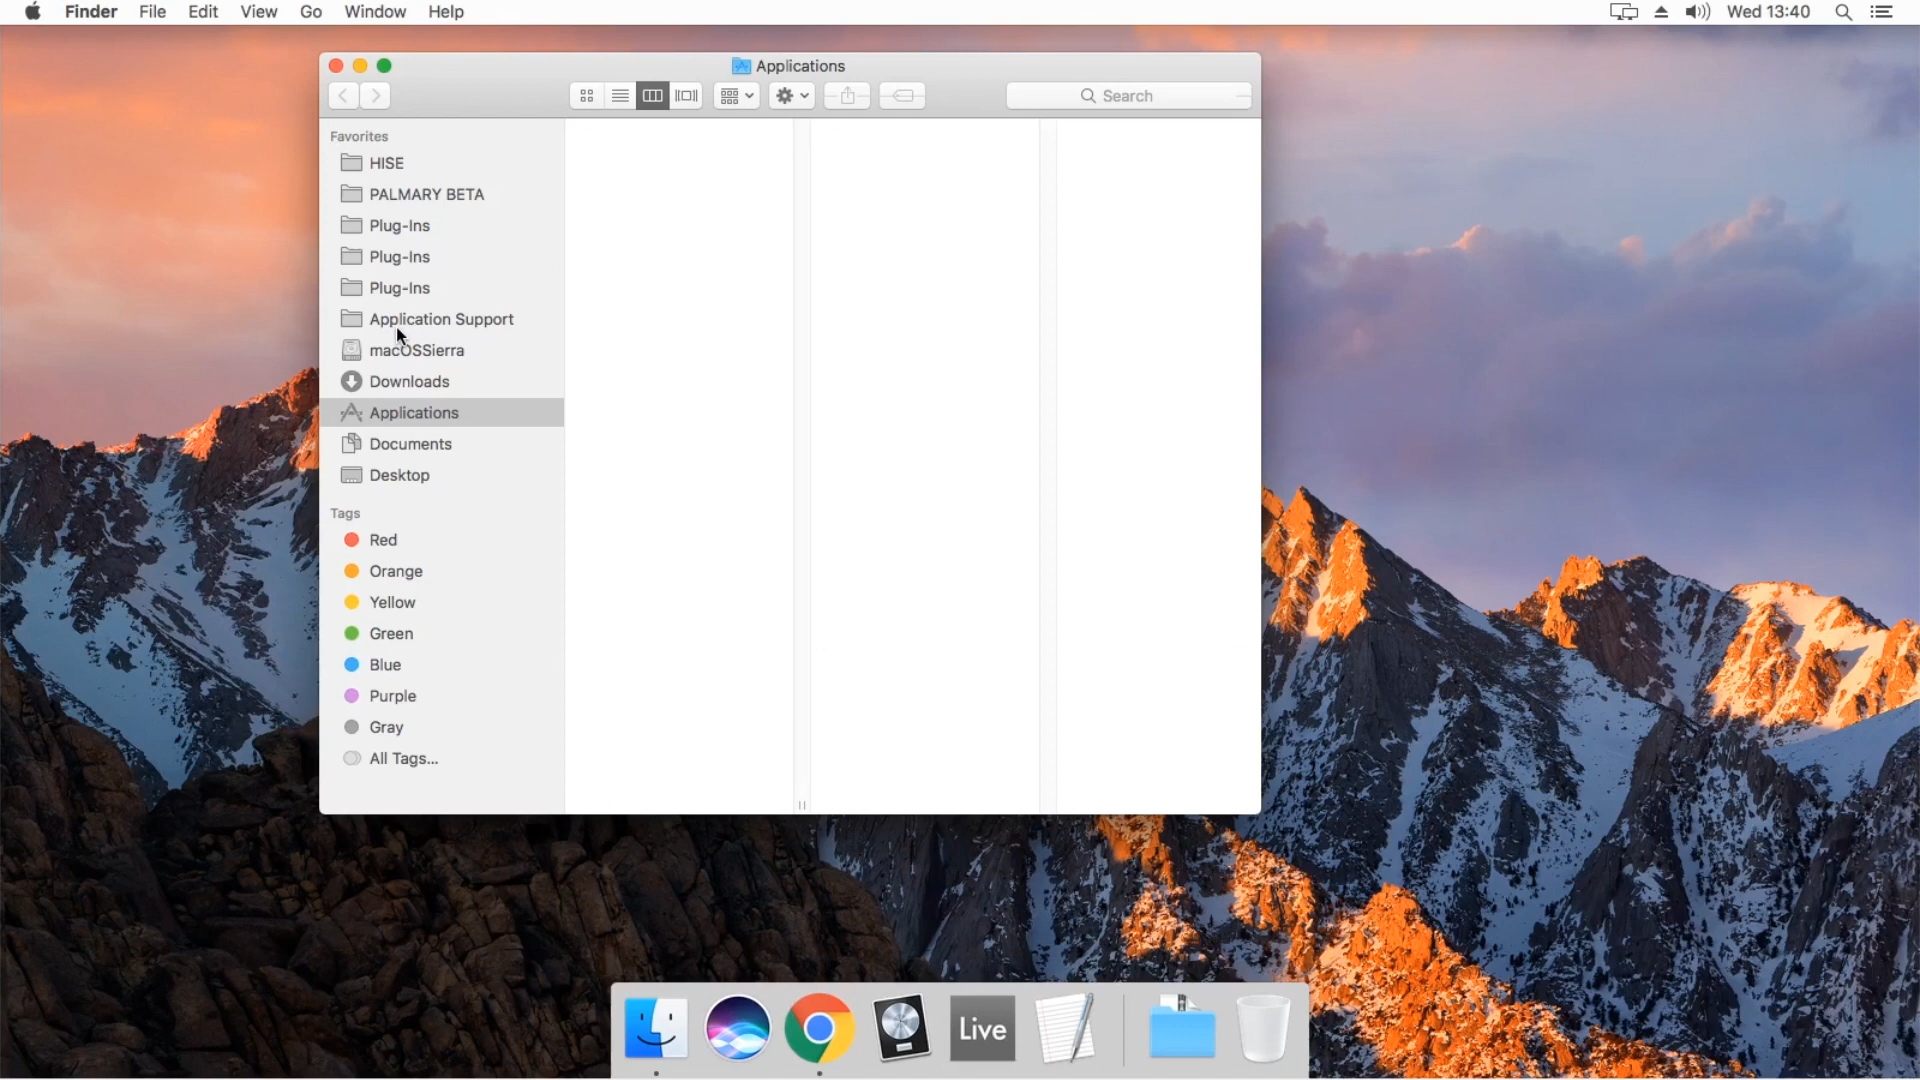 Finder File Edit View Go Window Help
Wed 13:40
Applications
Search
Favorites
HISE
PALMARY BETA
Plug-Ins
Plug-Ins
Plug-Ins
Application Support
macOSSierra
Downloads
Applications
Documents
Desktop
Tags
Red
Orange
Yellow
Green
Blue
Purple
Gray
All Tags...
Live